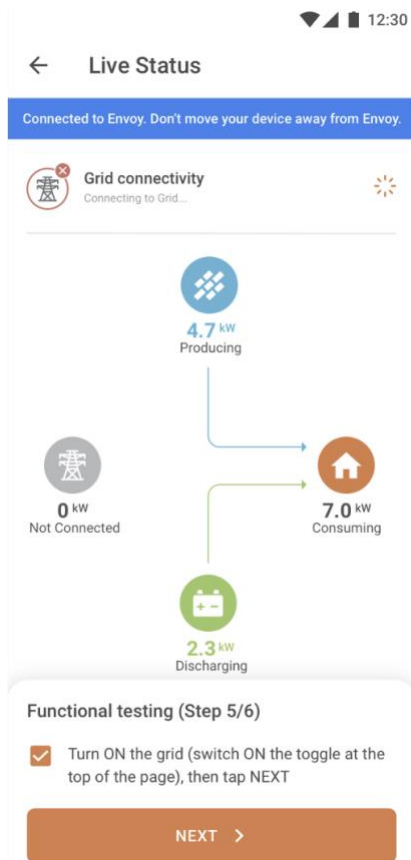 12:30
Live Status
Connected to Envoy. Don't move your device away from Envoy.
Grid connectivity
Connecting to Grid...
4.7 kW
Producing
0 kW
Not Connected
7.0 kW
Consuming
2.3 kW
Discharging
Functional testing (Step 5/6)
Turn ON the grid (switch ON the toggle at the
top of the page), then tap NEXT
NEXT